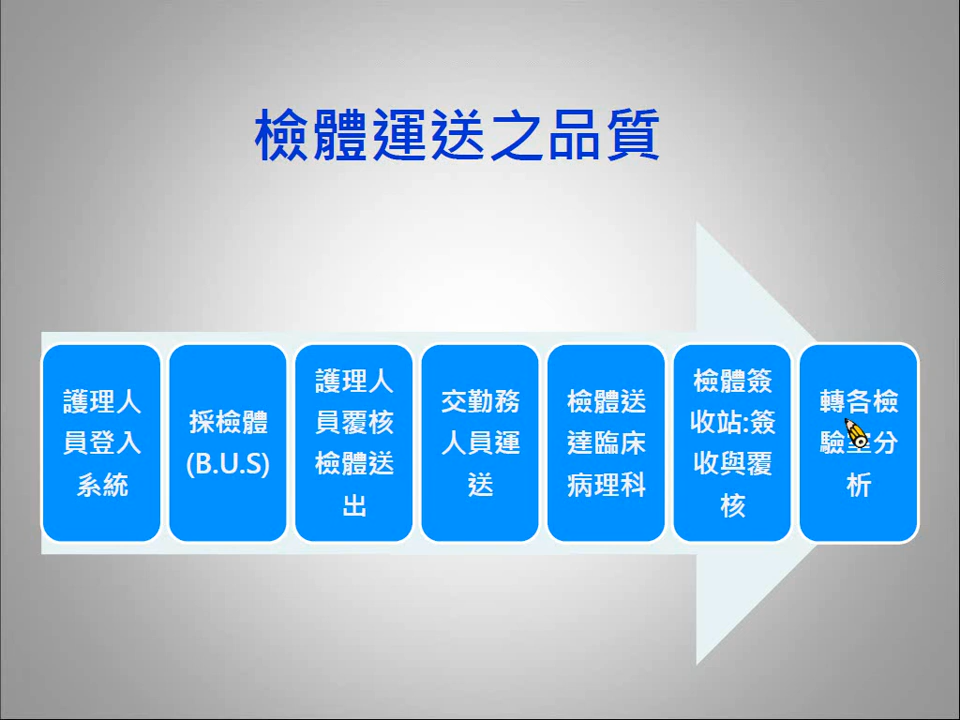 檢體運送之品質
護理人
員登入
系統
採檢體
(B.U.S)
護理人
員覆核
檢體送
出
交勤務
人員運
送
檢體送
達臨床
病理科
檢體簽
收站:簽
收與覆
核
轉各檢
驗室分
析